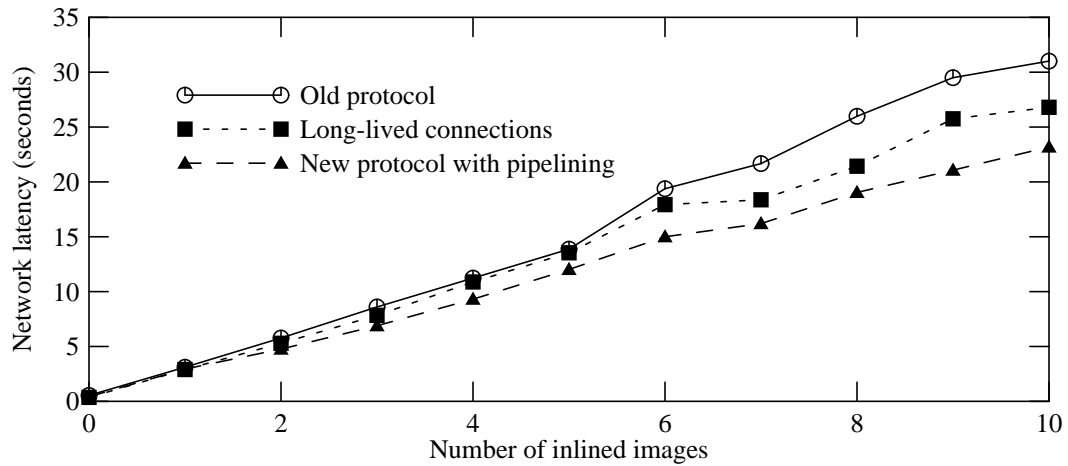 35
30
25
20
15
10
5
0
Network latency (seconds)
Old protocol
Long-lived connections
New protocol with pipelining
0 2 4 6 8 10
Number of inlined images